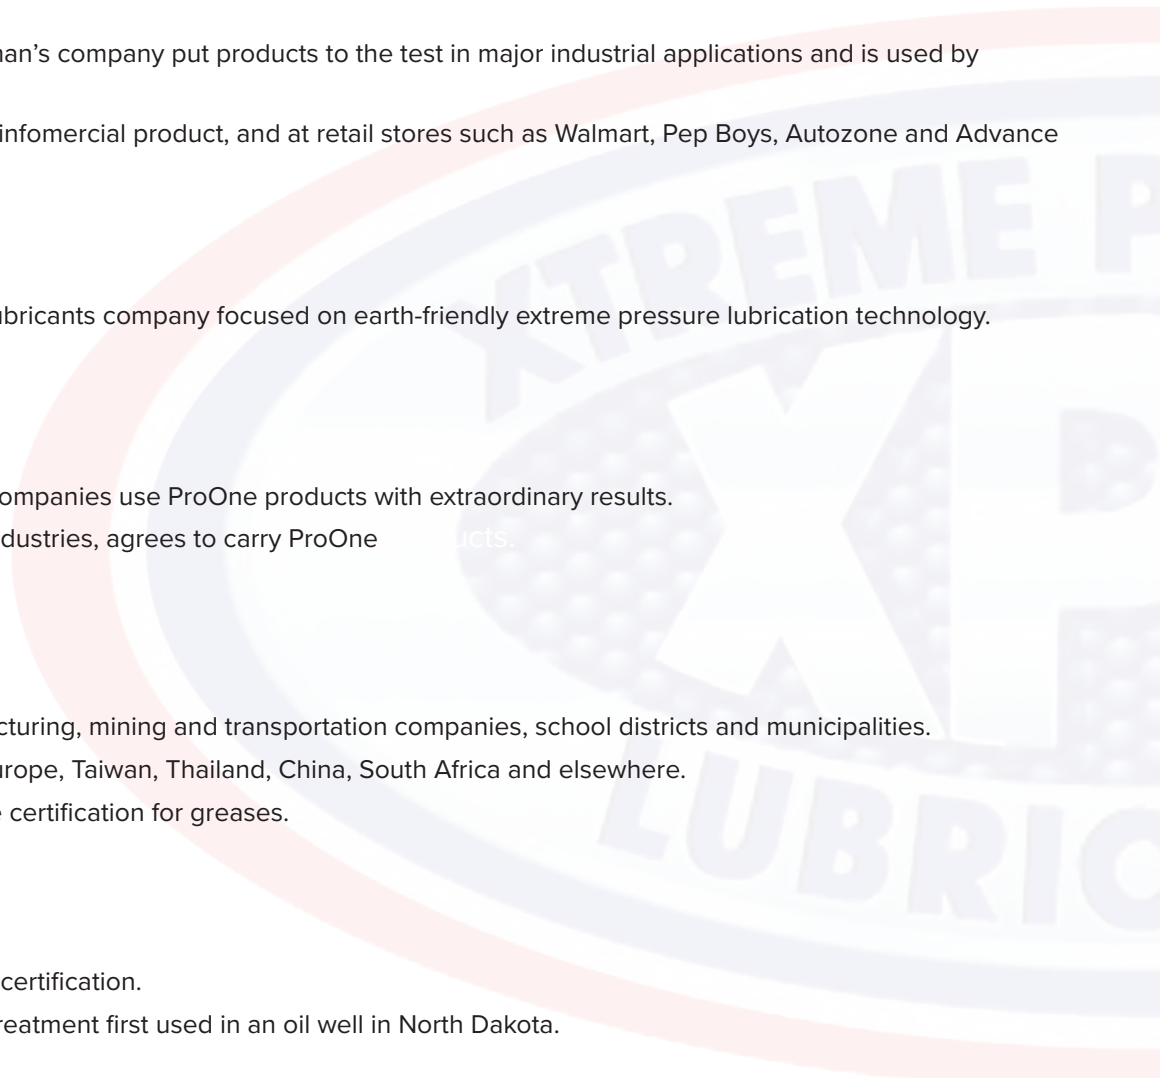 an's company put products to the test in major industrial applications and is used by
infomercial product, and at retail stores such as Walmart, Pep Boys, Autozone and Advance
XTREME P
ubricants company focused on earth-friendly extreme pressure lubrication technology.
XP
ompanies use ProOne products with extraordinary results.
dustries, agrees to carry ProOne ucts.
cturing, mining and transportation companies, school districts and municipalities.
urope, Taiwan, Thailand, China, South Africa and elsewhere.
certification for greases.
LUBRIC
certification.
reatment first used in an oil well in North Dakota.